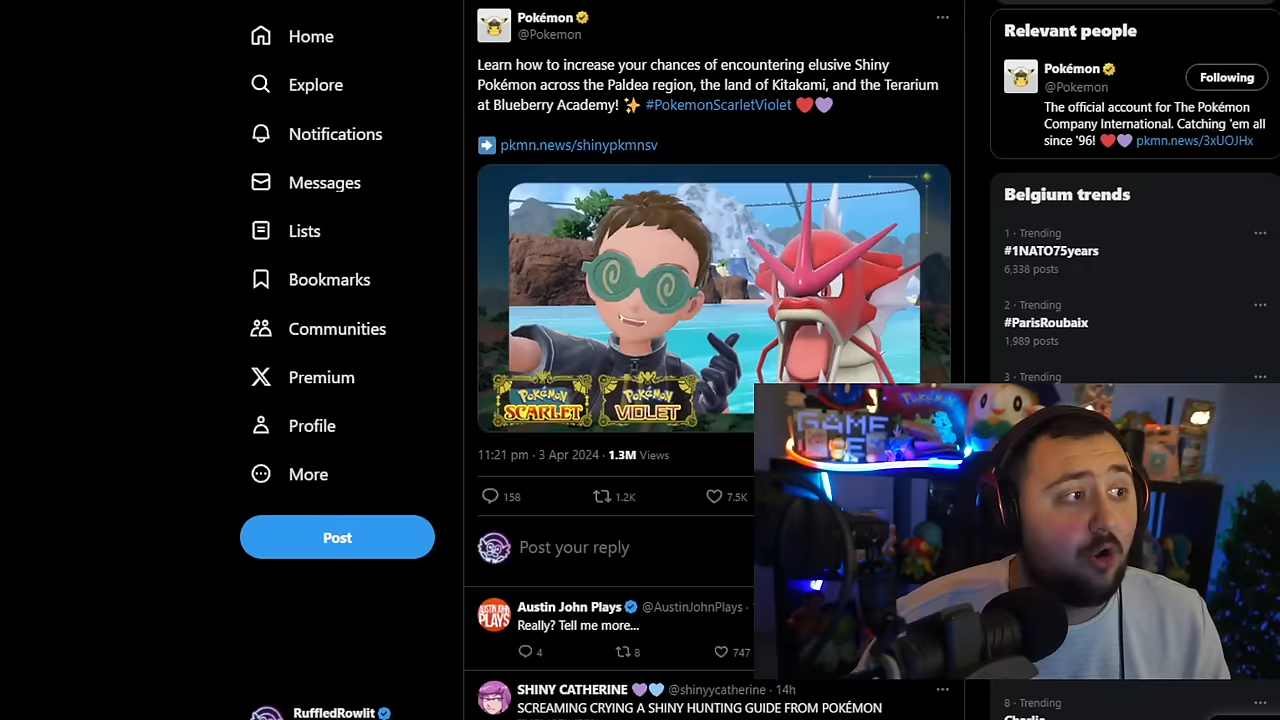 Home
Explore
Notifications
Messages
Lists
Bookmarks
Communities
Premium
Profile
More
Post
RuffledRowlit
Pokémon
@Pokemon
Learn how to increase your chances of encountering elusive Shiny
Pokémon across the Paldea region, the land of Kitakami, and the Terarium
at Blueberry Academy! ✨ #PokemonScarletViolet ❤️💜
➡️ pkmn.news/shinypkmnsv
POKÉMON
SCARLET
POKÉMON
VIOLET
11:21 pm · 3 Apr 2024 · 1.3M Views
158
1.2K
7.5K
Post your reply
Austin John Plays @AustinJohnPlays ·
AUSTIN JOHN
PLAYS
Really? Tell me more...
4
8
747
SHINY CATHERINE 💜🩵 @shinyycatherine · 14h
SCREAMING CRYING A SHINY HUNTING GUIDE FROM POKÉMON
Relevant people
Pokémon
@Pokemon
Following
The official account for The Pokémon
Company International. Catching 'em all
since '96! ❤️💜 pkmn.news/3xUOJHx
Belgium trends
1 · Trending
#1NATO75years
6,338 posts
2 · Trending
#ParisRoubaix
1,989 posts
3 · Trending
GAME
Pokémon
8 · Trending